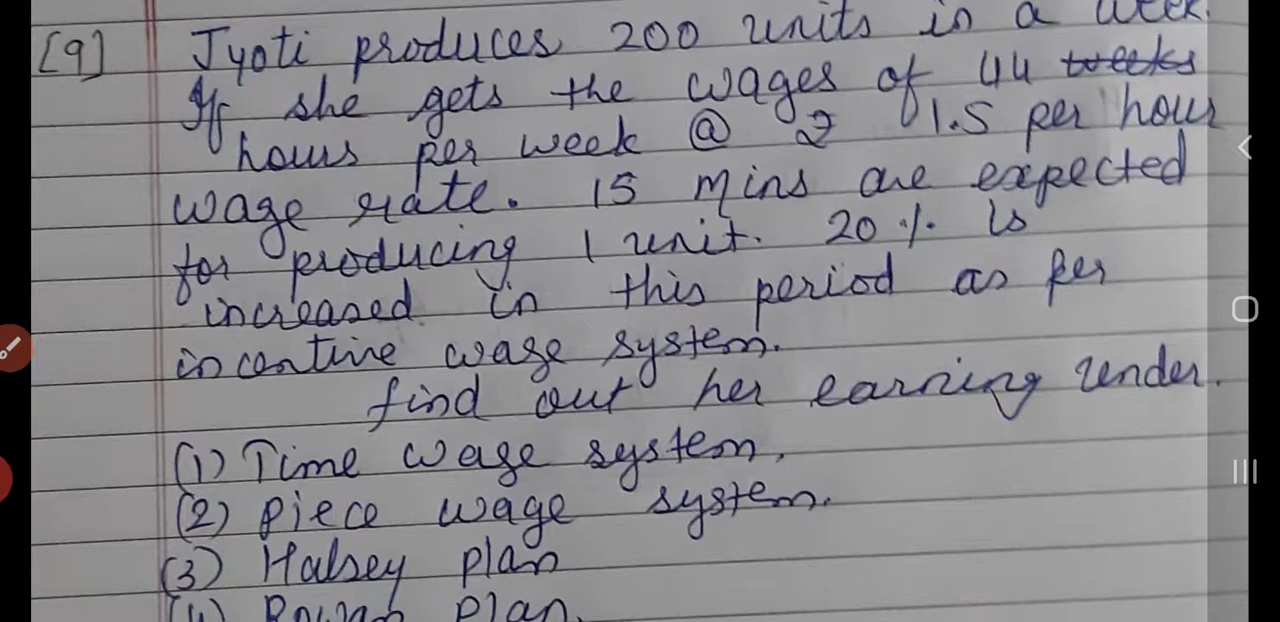 [9] Jyoti produces 200 units in a week.
If she gets the wages of 44 weeks
hours per week @ ₹ 1.5 per hour
wage rate. 15 mins are expected
for producing 1 unit. 20 % is
increased in this period as per
incentive wage system.
find out her earning under.
(1) Time wage system.
(2) piece wage system.
(3) Halsey plan
(4) Rowan plan.